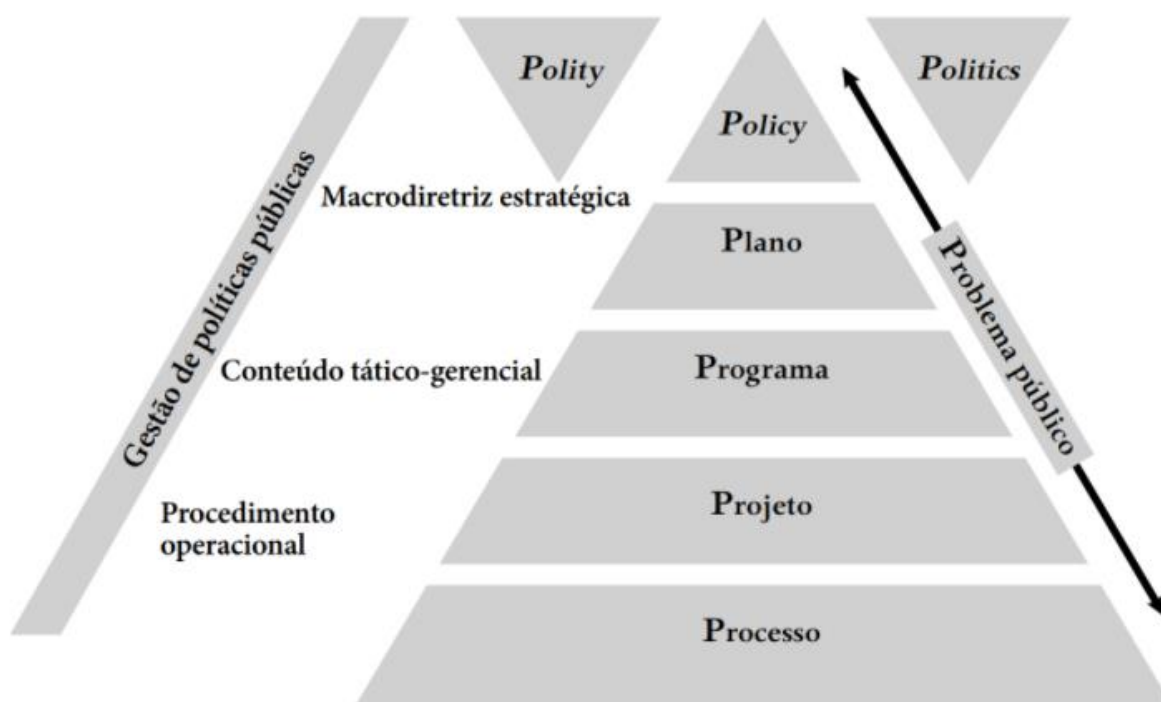 Polity
Policy
Politics
Gestão de políticas públicas
Macrodiretriz estratégica
Plano
Problema público
Conteúdo tático-gerencial
Programa
Procedimento
operacional
Projeto
Processo